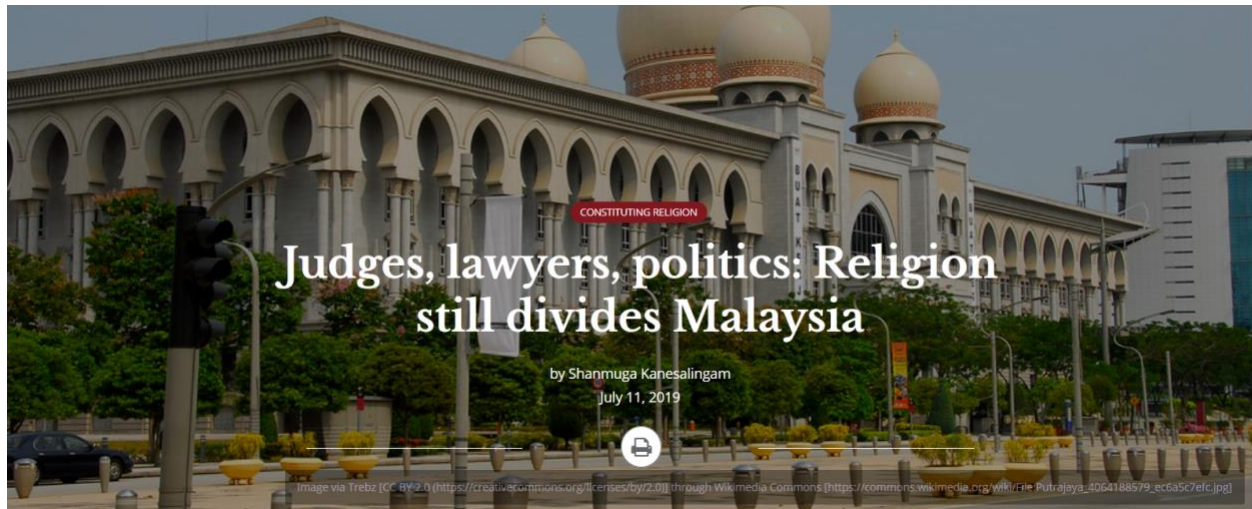 CONSTITUTING RELIGION
Judges, lawyers, politics: Religion
still divides Malaysia
by Shanmuga Kanesalingam
July 11, 2019
Image via Trebz [CC BY 2.0 (https://creativecommons.org/licenses/by/2.0)] through Wikimedia Commons [https://commons.wikimedia.org/wiki/File:Putrajaya_4064188579_ec6a5c7efc.jpg]